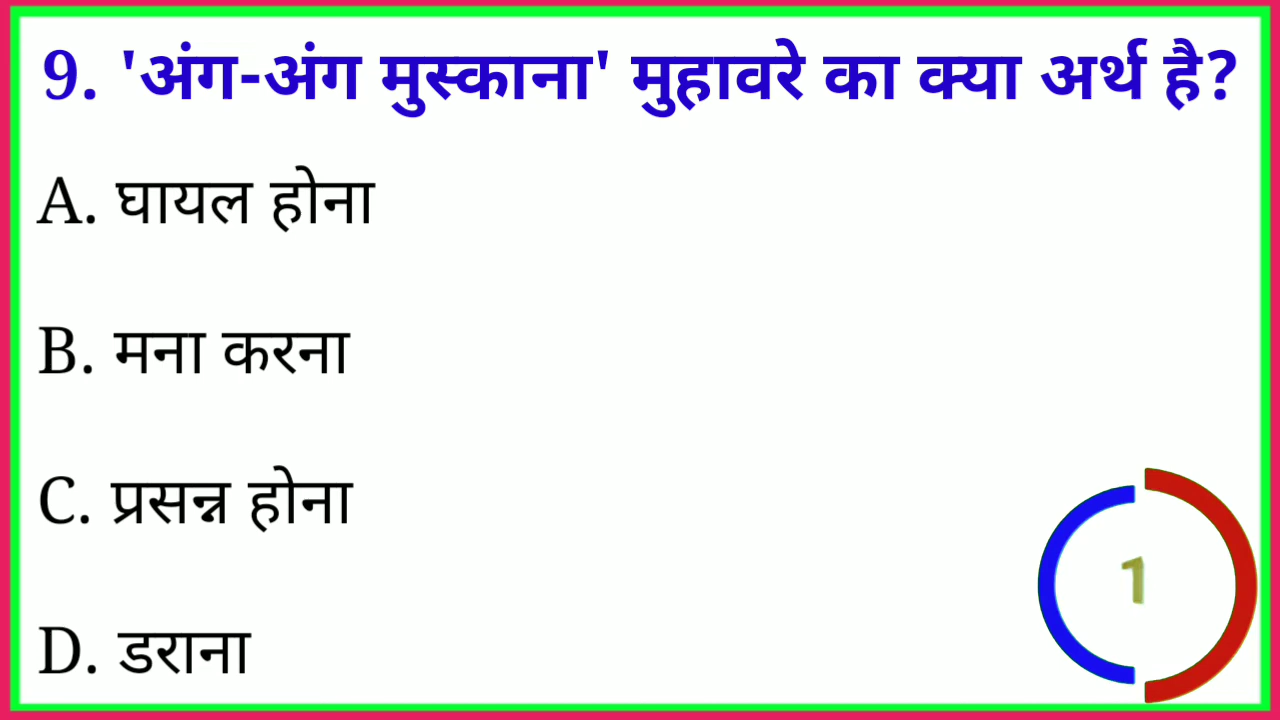 9. 'अंग-अंग मुस्काना' मुहावरे का क्या अर्थ है?
A. घायल होना
B. मना करना
C. प्रसन्न होना
D. डराना
1